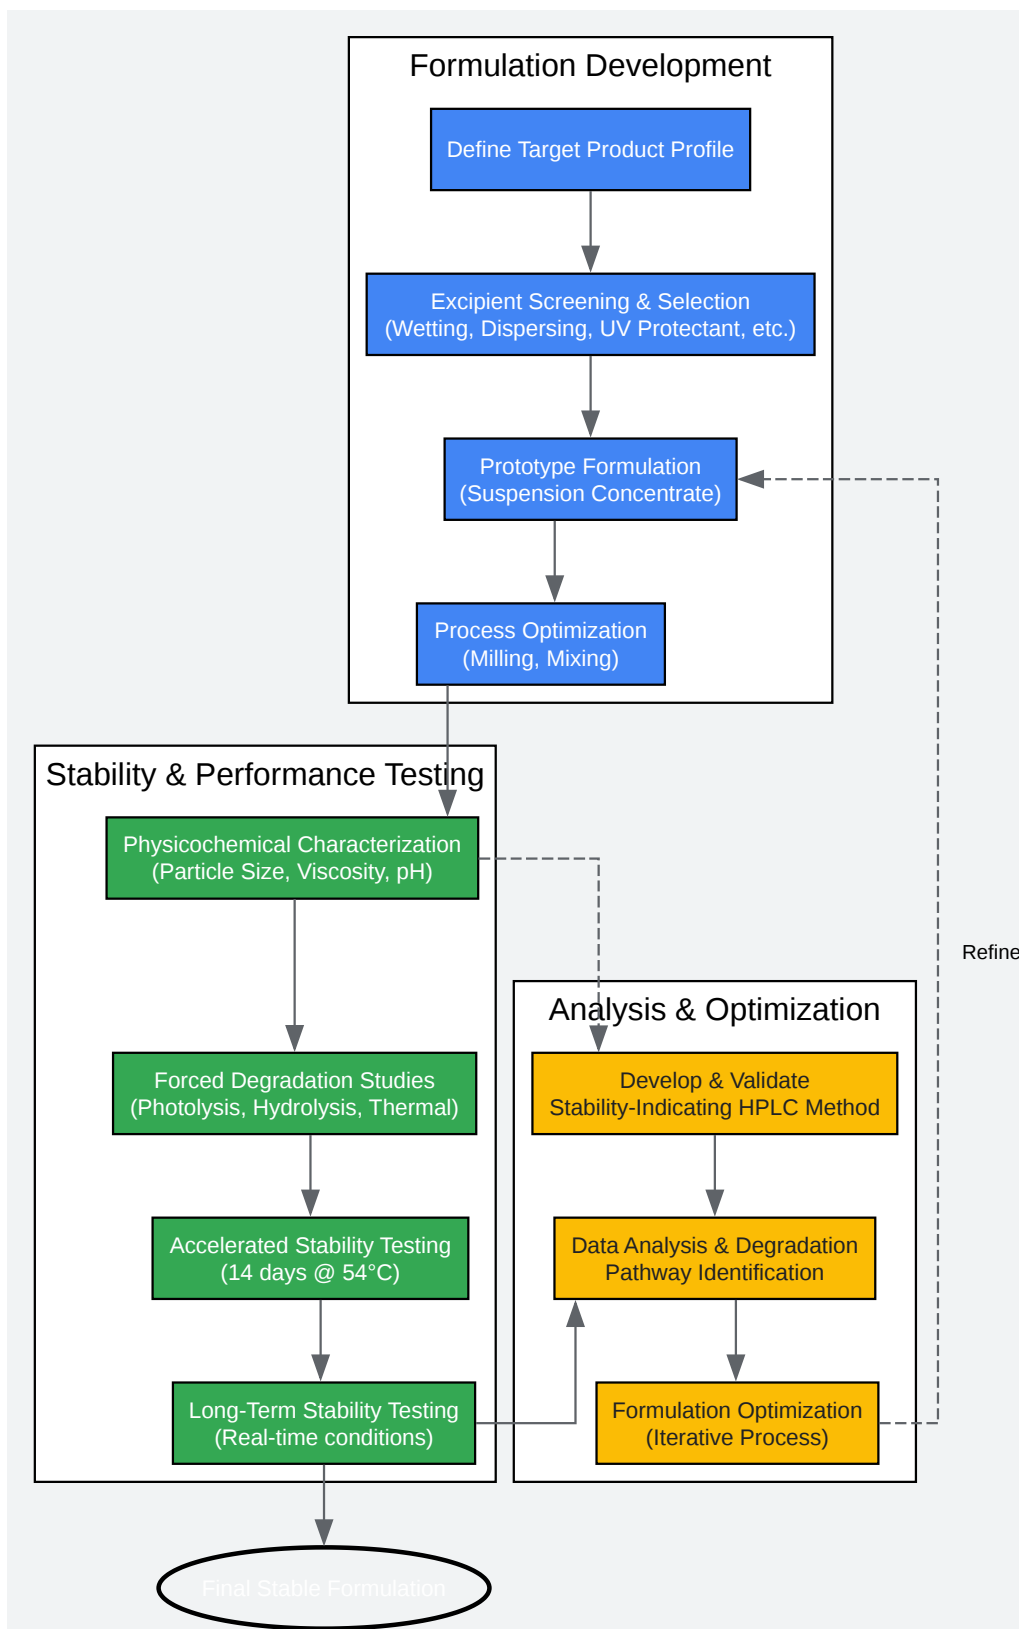 Formulation Development
Define Target Product Profile
Excipient Screening & Selection
(Wetting, Dispersing, UV Protectant, etc.)
Prototype Formulation
(Suspension Concentrate)
Process Optimization
(Milling, Mixing)
Stability & Performance Testing
Physicochemical Characterization
(Particle Size, Viscosity, pH)
Forced Degradation Studies
(Photolysis, Hydrolysis, Thermal)
Accelerated Stability Testing
(14 days @ 54°C)
Long-Term Stability Testing
(Real-time conditions)
Refine
Analysis & Optimization
Develop & Validate
Stability-Indicating HPLC Method
Data Analysis & Degradation
Pathway Identification
Formulation Optimization
(Iterative Process)
Final Stable Formulation